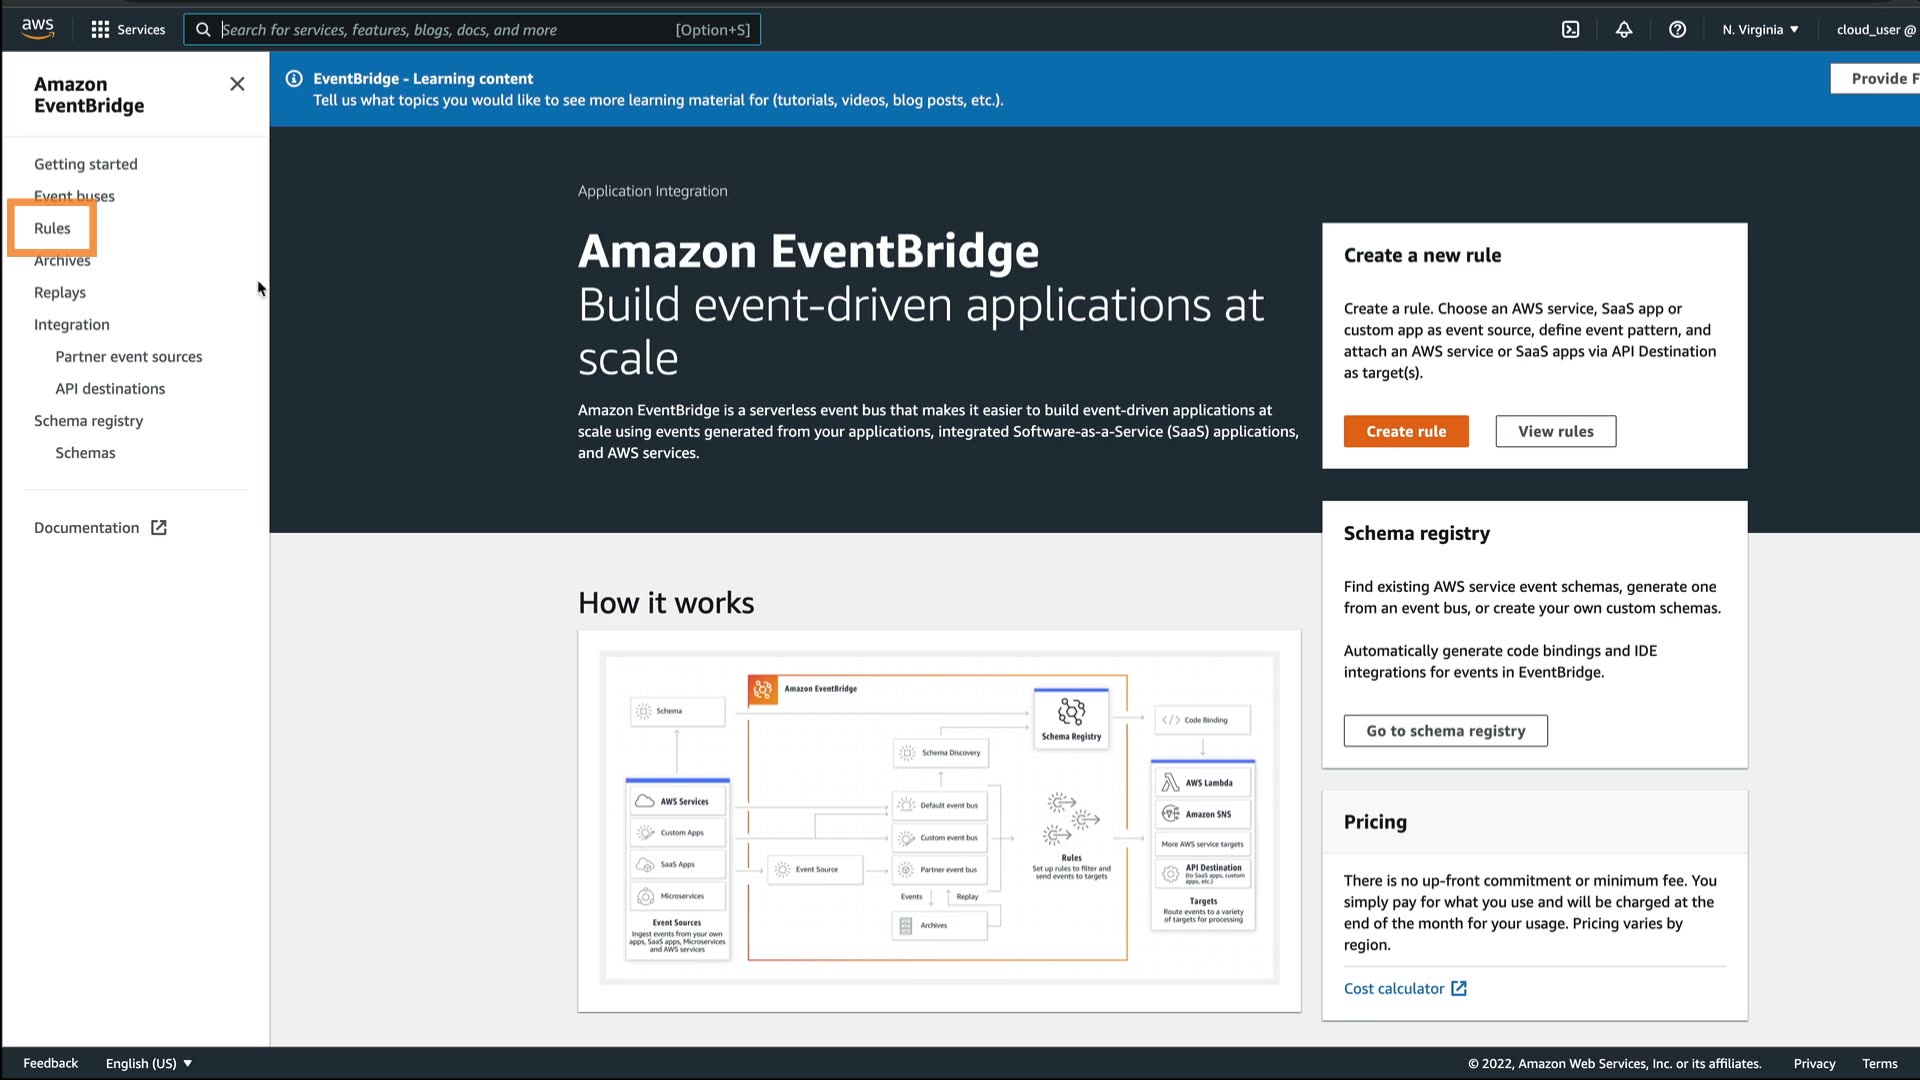 aws
Services
Search for services, features, blogs, docs, and more
[Option+S]
N. Virginia
cloud_user @
Amazon
EventBridge
Getting started
Event buses
Rules
Archives
Replays
Integration
Partner event sources
API destinations
Schema registry
Schemas
Documentation
EventBridge - Learning content
Tell us what topics you would like to see more learning material for (tutorials, videos, blog posts, etc.).
Provide F
Application Integration
Amazon EventBridge
Build event-driven applications at
scale
Amazon EventBridge is a serverless event bus that makes it easier to build event-driven applications at
scale using events generated from your applications, integrated Software-as-a-Service (SaaS) applications,
and AWS services.
Create a new rule
Create a rule. Choose an AWS service, SaaS app or
custom app as event source, define event pattern, and
attach an AWS service or SaaS apps via API Destination
as target(s).
Create rule
View rules
Schema registry
Find existing AWS service event schemas, generate one
from an event bus, or create your own custom schemas.
Automatically generate code bindings and IDE
integrations for events in EventBridge.
Go to schema registry
Pricing
There is no up-front commitment or minimum fee. You
simply pay for what you use and will be charged at the
end of the month for your usage. Pricing varies by
region.
Cost calculator
How it works
Schema
AWS Services
Custom Apps
SaaS Apps
Microservices
Event Sources
Ingest events from your own
apps, SaaS apps, Microservices
and AWS services
Amazon EventBridge
Event Source
Schema Discovery
Default event bus
Custom event bus
Partner event bus
Events
Replay
Archives
Schema Registry
Rules
Set up rules to filter and
send events to targets
</> Code Binding
AWS Lambda
Amazon SNS
More AWS service targets
API Destination
(to SaaS apps, custom
apps, etc.)
Targets
Route events to a variety
of targets for processing
Feedback
English (US)
© 2022, Amazon Web Services, Inc. or its affiliates.
Privacy
Terms